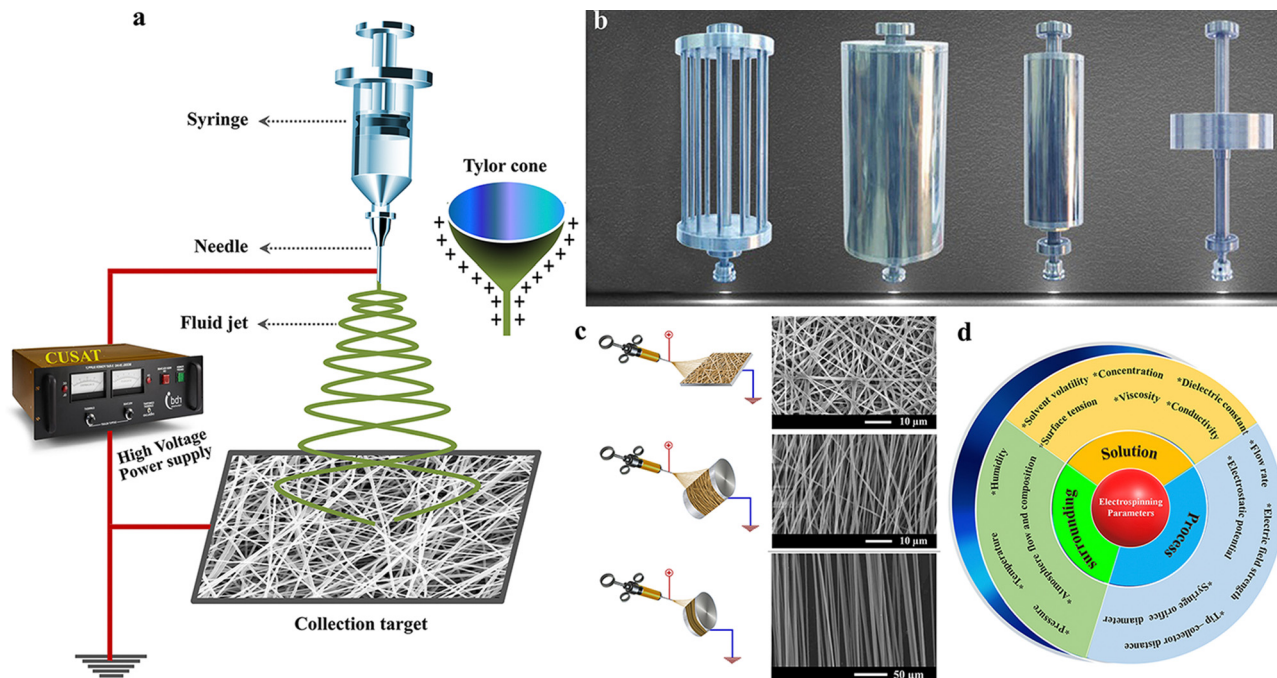 a
Syringe
Tylor cone
Needle
Fluid jet
CUSAT
High Voltage
Power supply
Collection target
b
c
10 µm
10 µm
50 µm
d
*Solvent volatility
*Concentration
*Dielectric constant
*Surface tension
*Viscosity
*Conductivity
Solution
*Humidity
*Atmosphere flow and composition
*Temperature
*Pressure
surrounding
Electrospinning
Parameters
Process
*Flow rate
*Electrostatic potential
*Electric field strength
*Syringe orifice diameter
*Tip–collector distance